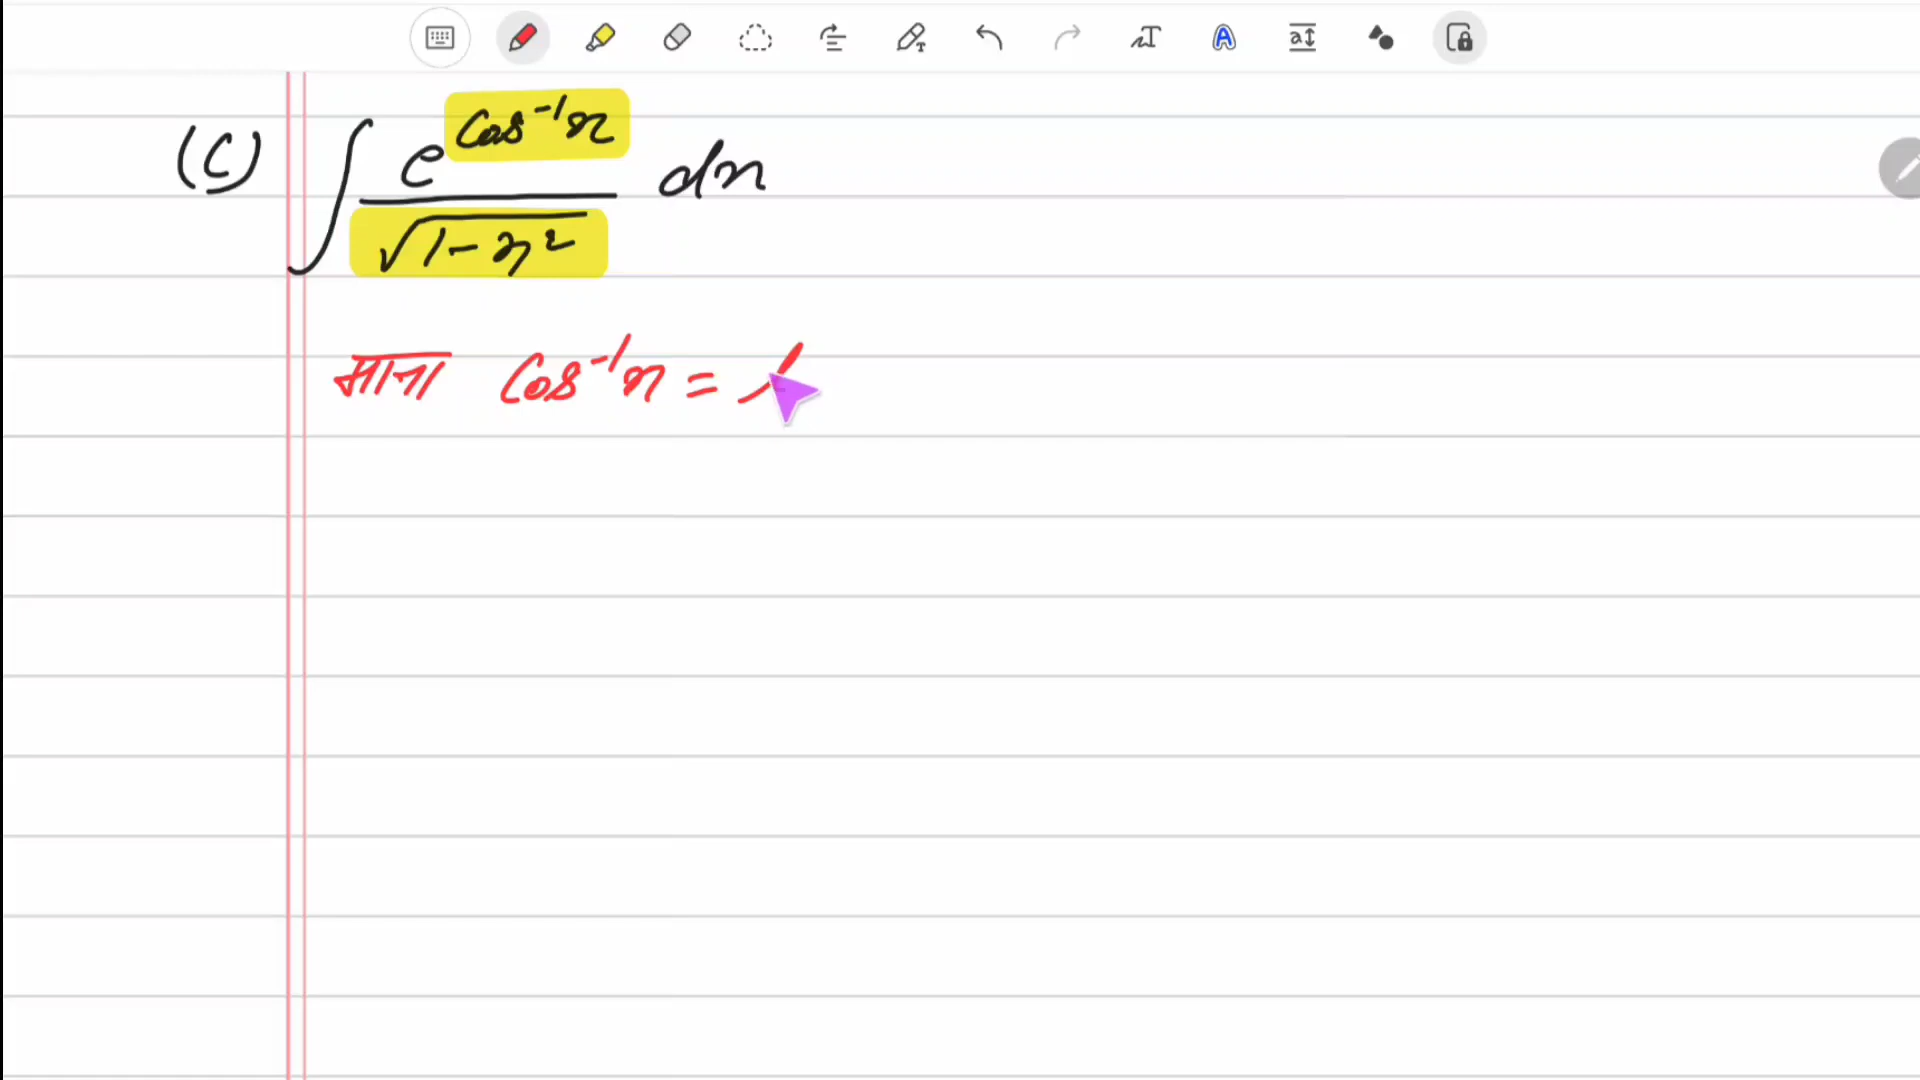 (C) ∫ e^{Cos⁻¹x} / √(1-x²) dx
माना Cos⁻¹x = t